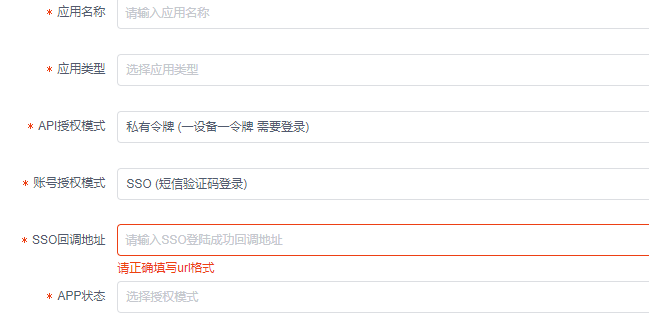 * 应用名称 请输入应用名称
* 应用类型 选择应用类型
* API授权模式 私有令牌 (一设备一令牌 需要登录)
* 账号授权模式 SSO (短信验证码登录)
* SSO回调地址 请输入SSO登陆成功回调地址
请正确填写url格式
* APP状态 选择授权模式